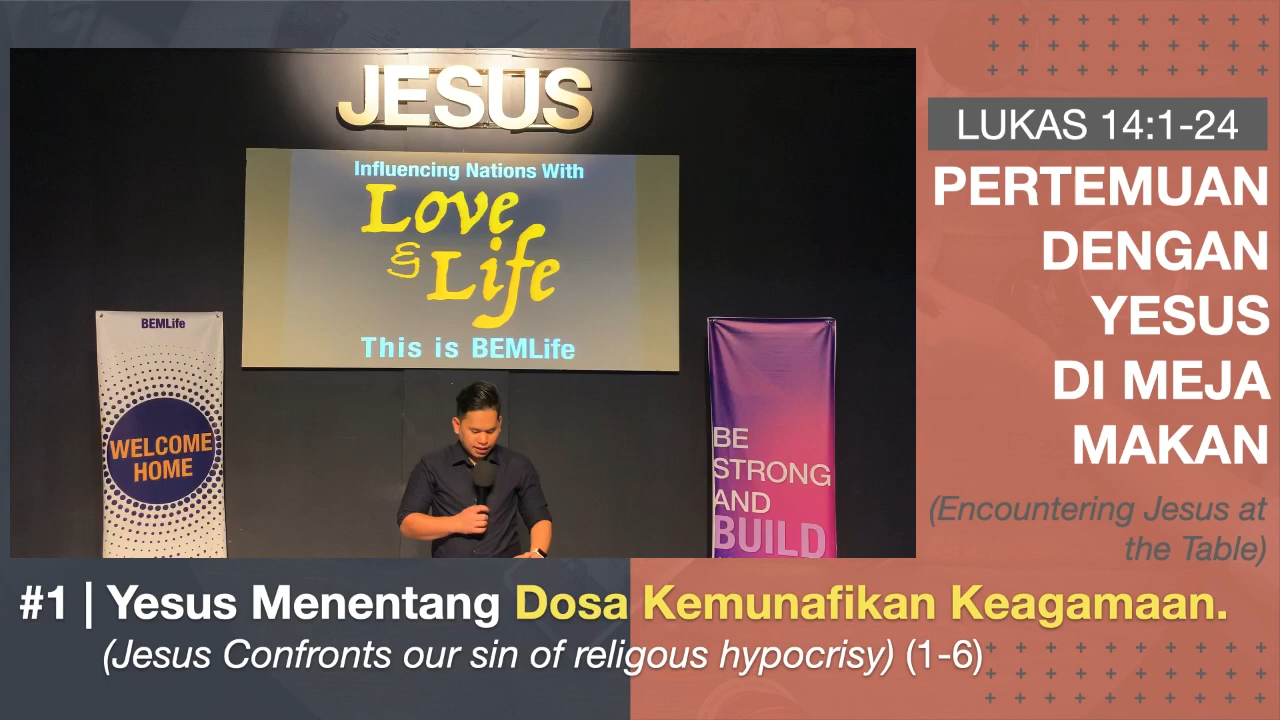 JESUS
Influencing Nations With
Love
& Life
This is BEMLife
BEMLife
WELCOME
HOME
BE
STRONG
AND
BUILD
LUKAS 14:1-24
PERTEMUAN
DENGAN
YESUS
DI MEJA
MAKAN
(Encountering Jesus at
the Table)
#1 | Yesus Menentang Dosa Kemunafikan Keagamaan.
(Jesus Confronts our sin of religous hypocrisy) (1-6)